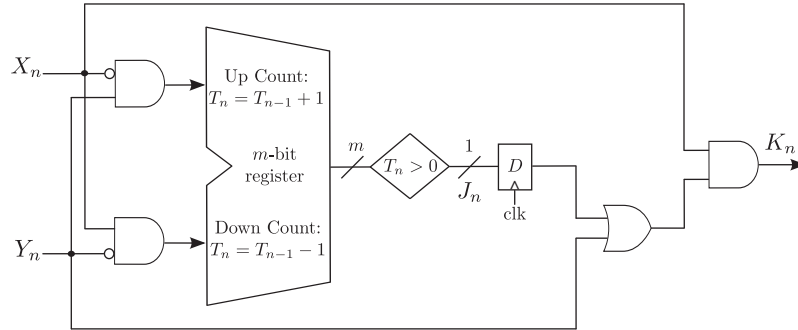 X_n
Y_n
Up Count:
T_n = T_{n-1} + 1
m-bit
register
Down Count:
T_n = T_{n-1} - 1
m
T_n > 0
1
J_n
D
clk
K_n